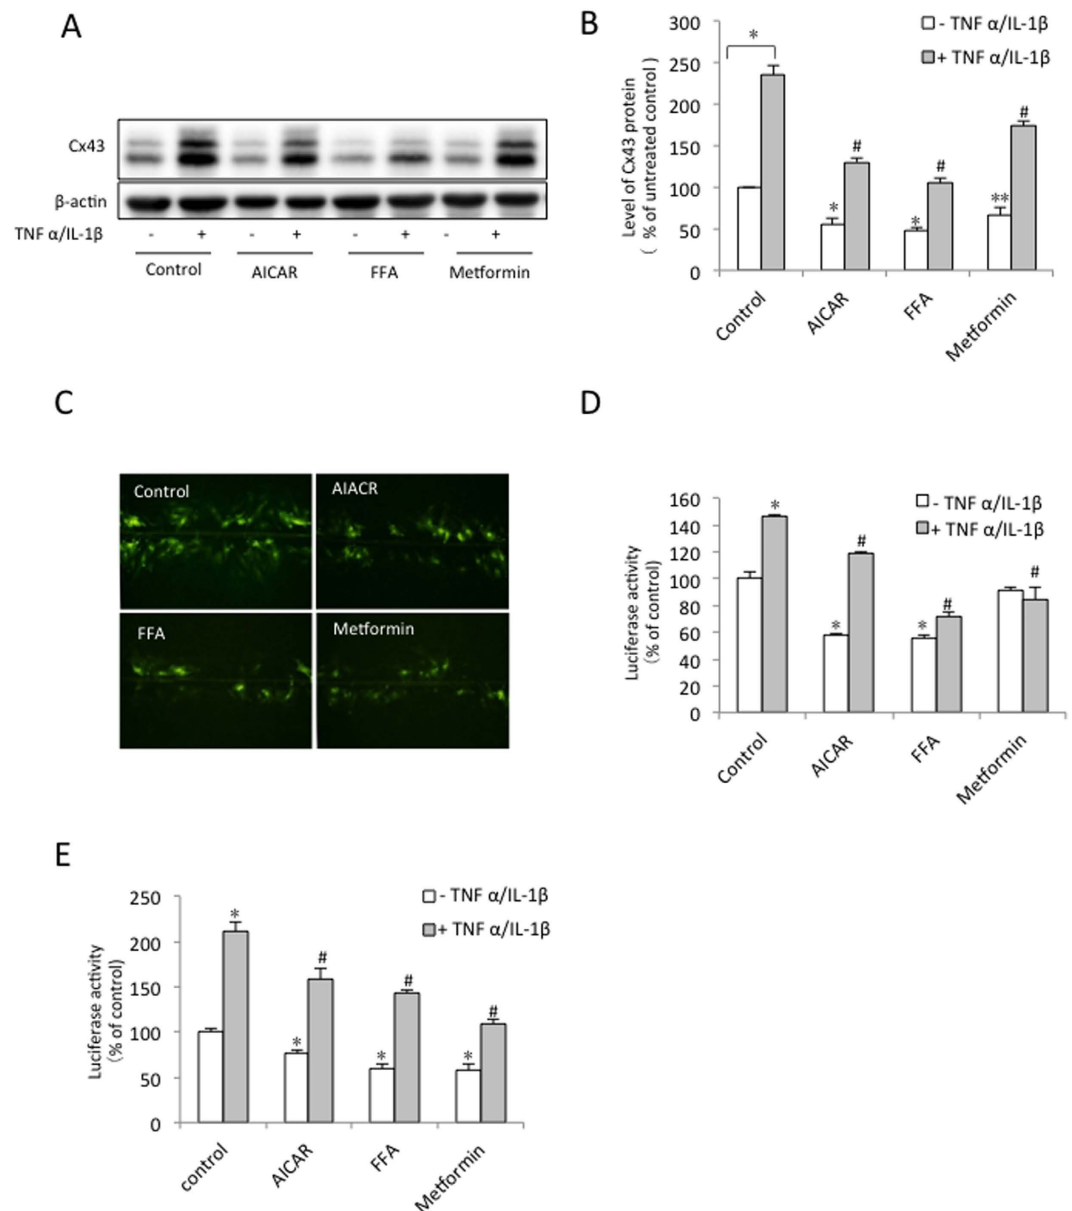 A
Cx43
β-actin
TNF α/IL-1β - + - + - + - +
Control AICAR FFA Metformin
B
- TNF α/IL-1β
+ TNF α/IL-1β
Level of Cx43 protein
( % of untreated control )
300
250
200
150
100
50
0
*
*
#
*
#
**
#
Control AICAR FFA Metformin
C
Control
AIACR
FFA
Metformin
D
- TNF α/IL-1β
+ TNF α/IL-1β
Luciferase activity
(% of control)
160
140
120
100
80
60
40
20
0
*
*
#
*
#
#
Control AICAR FFA Metformin
E
- TNF α/IL-1β
+ TNF α/IL-1β
Luciferase activity
(% of control)
250
200
150
100
50
0
*
*
#
*
#
*
#
control AICAR FFA Metformin